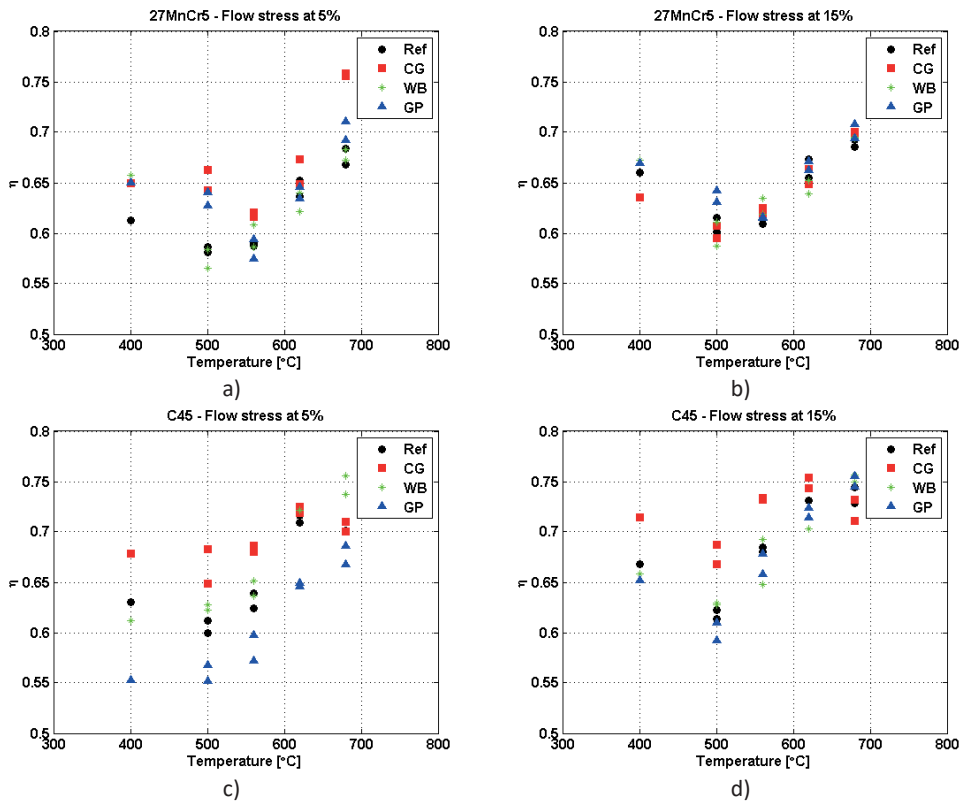 27MnCr5 - Flow stress at 5%
0.8
0.75
0.7
0.65
0.6
0.55
0.5
η
Ref
CG
WB
GP
300 400 500 600 700 800
Temperature [°C]
a)
27MnCr5 - Flow stress at 15%
0.8
0.75
0.7
0.65
0.6
0.55
0.5
η
Ref
CG
WB
GP
300 400 500 600 700 800
Temperature [°C]
b)
C45 - Flow stress at 5%
0.8
0.75
0.7
0.65
0.6
0.55
0.5
η
Ref
CG
WB
GP
300 400 500 600 700 800
Temperature [°C]
c)
C45 - Flow stress at 15%
0.8
0.75
0.7
0.65
0.6
0.55
0.5
η
Ref
CG
WB
GP
300 400 500 600 700 800
Temperature [°C]
d)